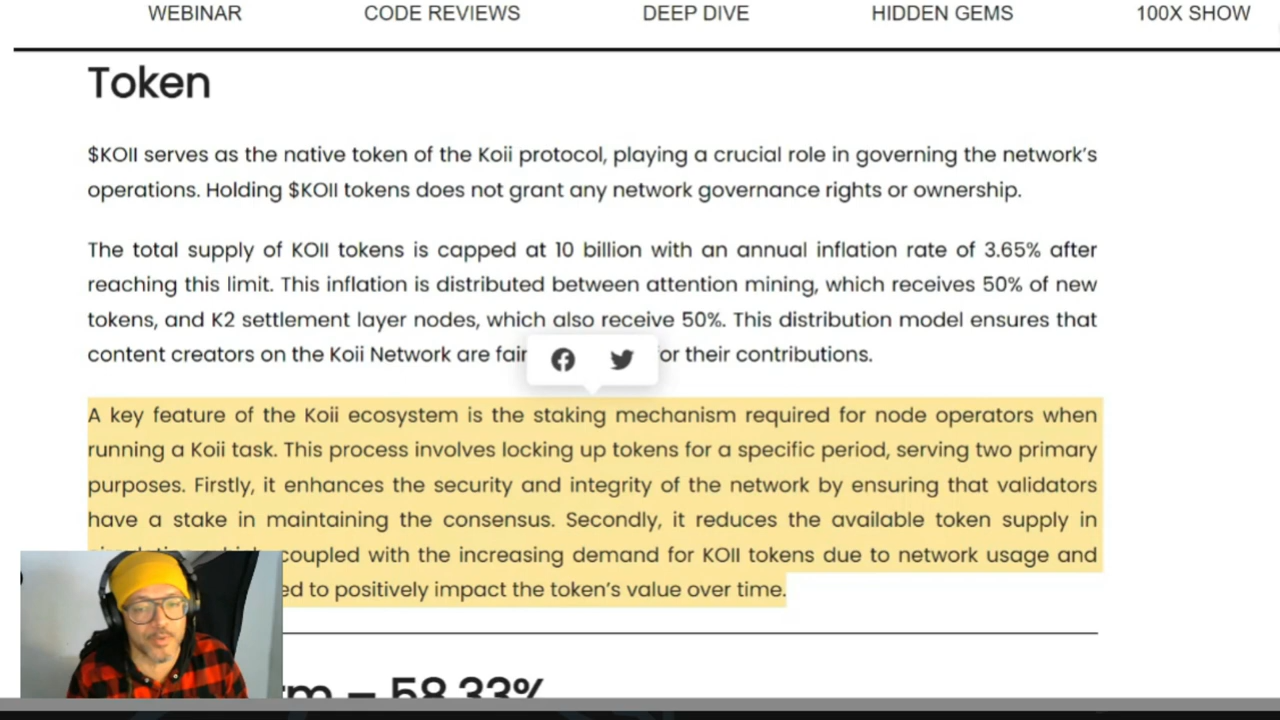 WEBINAR CODE REVIEWS DEEP DIVE HIDDEN GEMS 100X SHOW
Token
$KOII serves as the native token of the Koii protocol, playing a crucial role in governing the network's
operations. Holding $KOII tokens does not grant any network governance rights or ownership.
The total supply of KOII tokens is capped at 10 billion with an annual inflation rate of 3.65% after
reaching this limit. This inflation is distributed between attention mining, which receives 50% of new
tokens, and K2 settlement layer nodes, which also receive 50%. This distribution model ensures that
content creators on the Koii Network are for their contributions.
A key feature of the Koii ecosystem is the staking mechanism required for node operators when
running a Koii task. This process involves locking up tokens for a specific period, serving two primary
purposes. Firstly, it enhances the security and integrity of the network by ensuring that validators
have a stake in maintaining the consensus. Secondly, it reduces the available token supply in
coupled with the increasing demand for KOII tokens due to network usage and
to positively impact the token's value over time.
– 58.33%